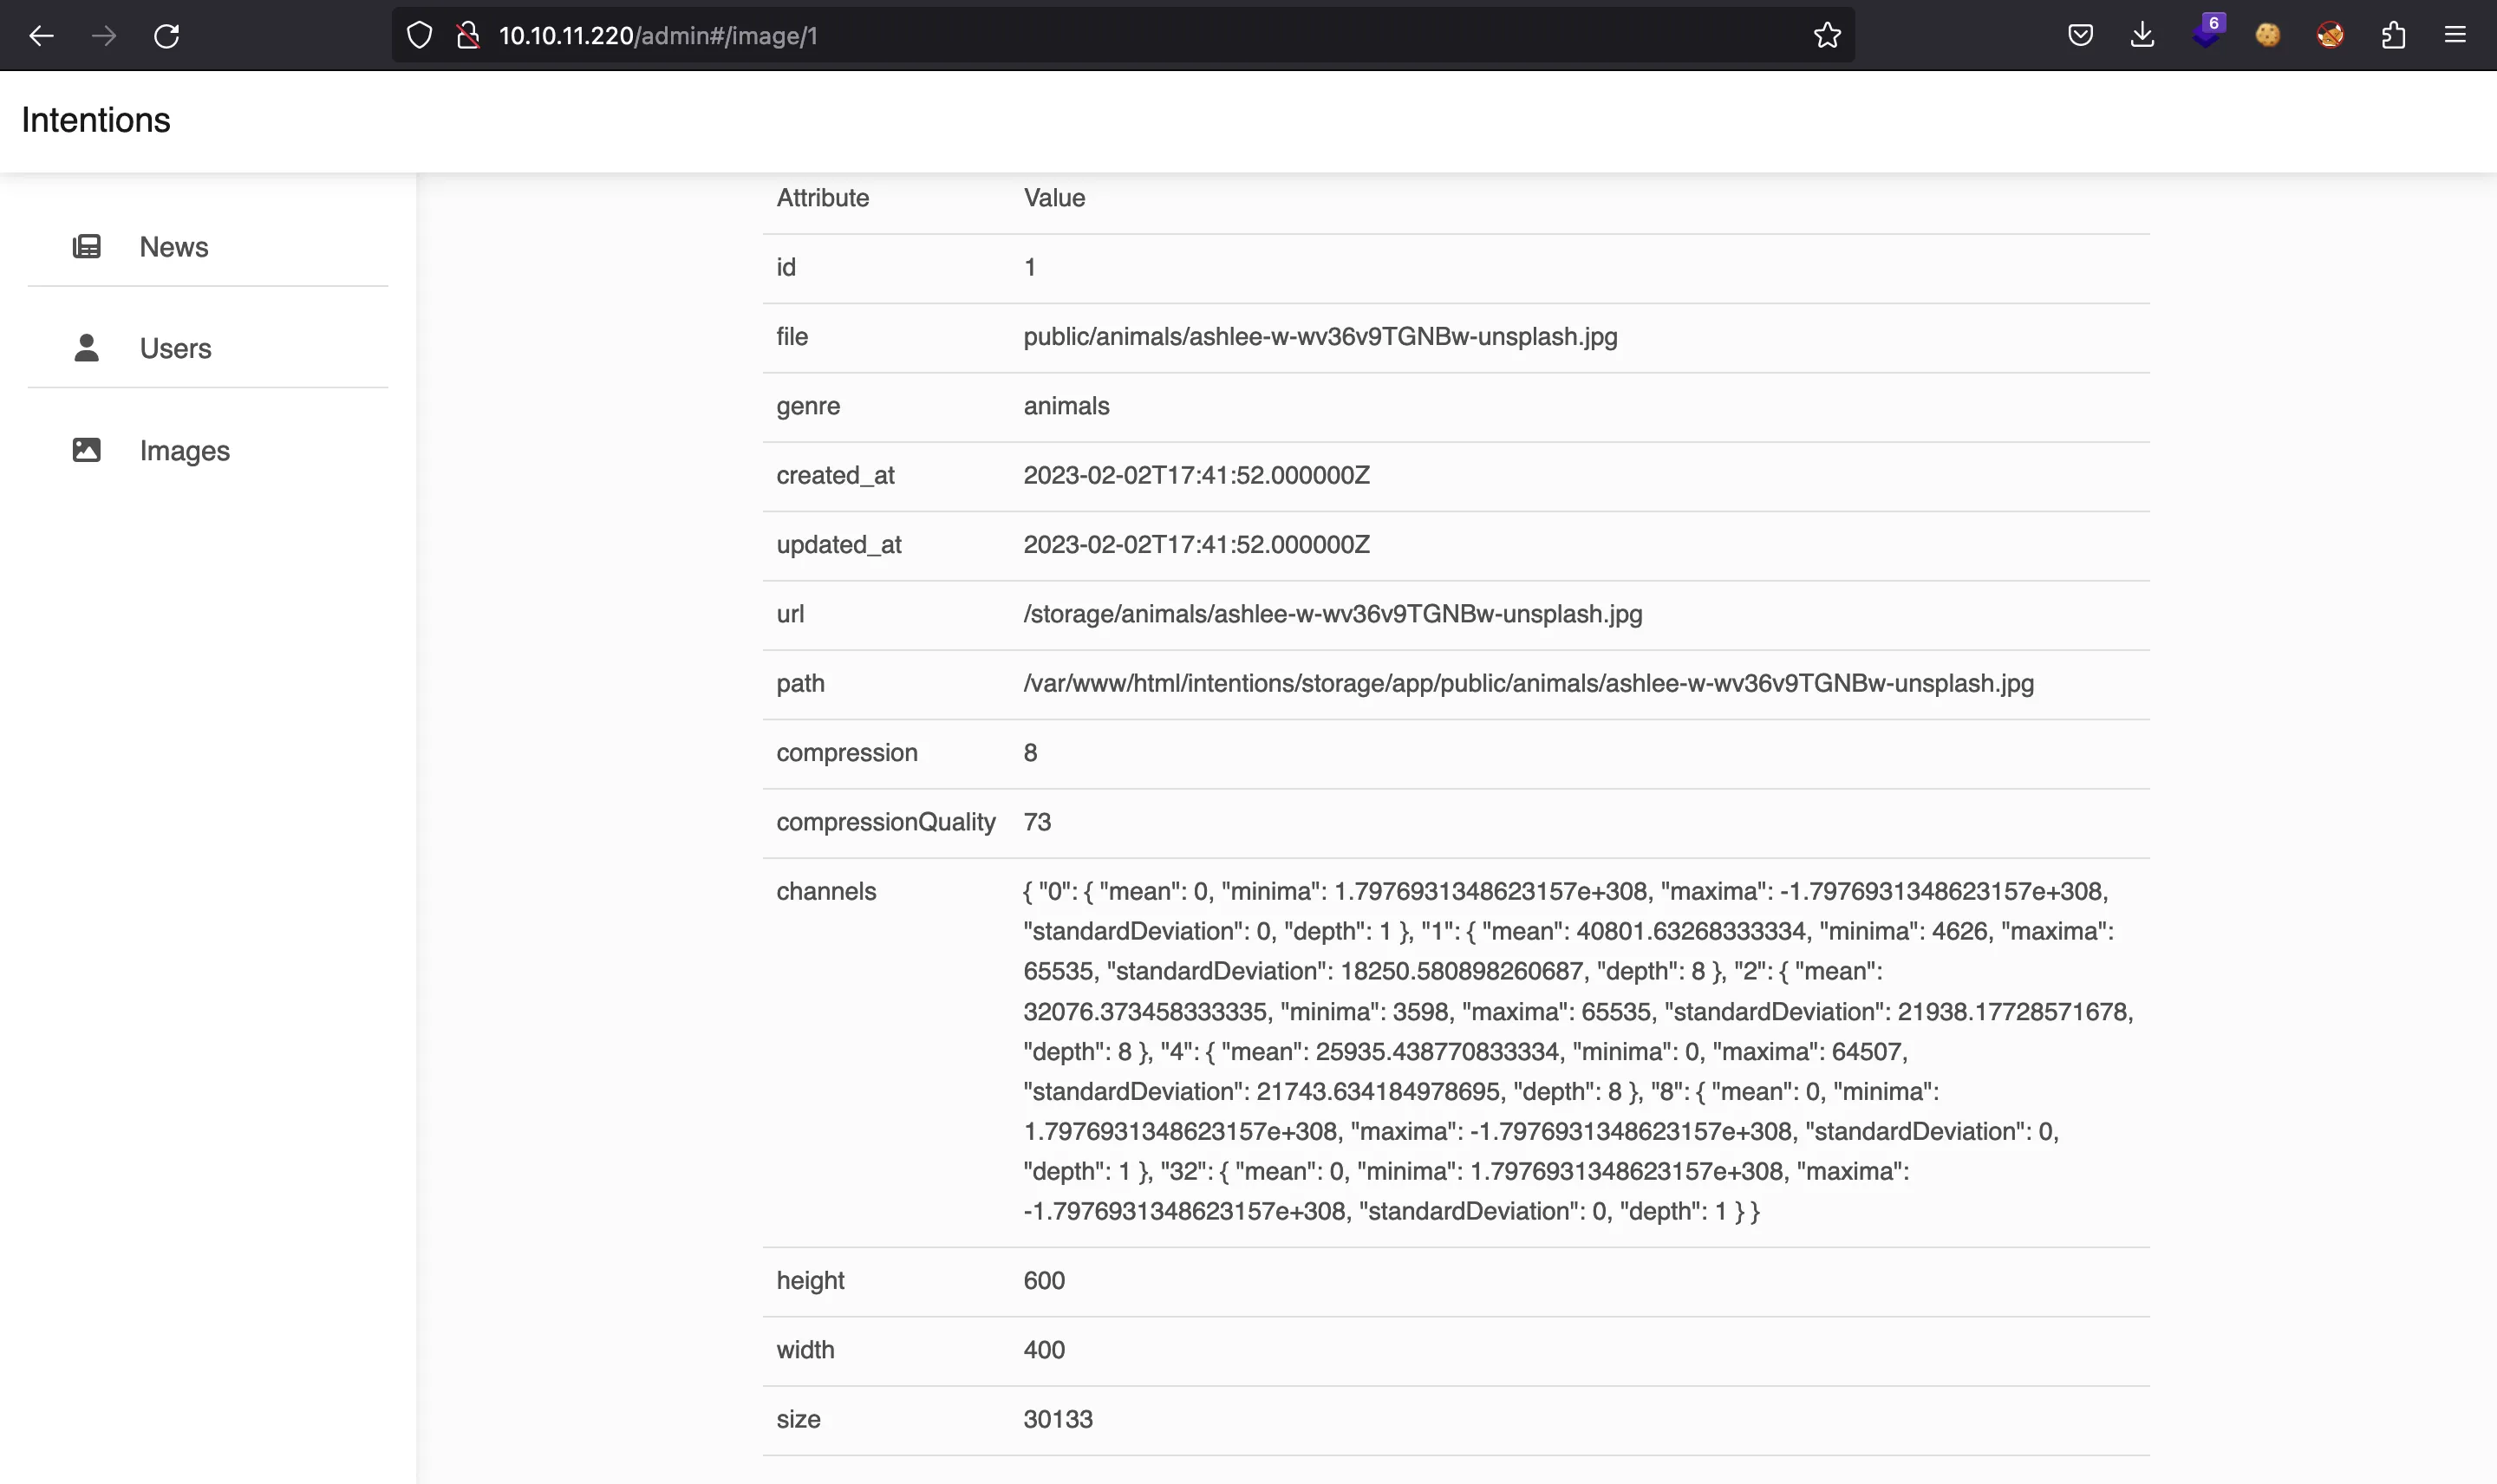 10.10.11.220/admin#/image/1
6
Intentions
News
Users
Images
Attribute Value
id 1
file public/animals/ashlee-w-wv36v9TGNBw-unsplash.jpg
genre animals
created_at 2023-02-02T17:41:52.000000Z
updated_at 2023-02-02T17:41:52.000000Z
url /storage/animals/ashlee-w-wv36v9TGNBw-unsplash.jpg
path /var/www/html/intentions/storage/app/public/animals/ashlee-w-wv36v9TGNBw-unsplash.jpg
compression 8
compressionQuality 73
channels { "0": { "mean": 0, "minima": 1.7976931348623157e+308, "maxima": -1.7976931348623157e+308,
"standardDeviation": 0, "depth": 1 }, "1": { "mean": 40801.63268333334, "minima": 4626, "maxima":
65535, "standardDeviation": 18250.580898260687, "depth": 8 }, "2": { "mean":
32076.373458333335, "minima": 3598, "maxima": 65535, "standardDeviation": 21938.17728571678,
"depth": 8 }, "4": { "mean": 25935.438770833334, "minima": 0, "maxima": 64507,
"standardDeviation": 21743.634184978695, "depth": 8 }, "8": { "mean": 0, "minima":
1.7976931348623157e+308, "maxima": -1.7976931348623157e+308, "standardDeviation": 0,
"depth": 1 }, "32": { "mean": 0, "minima": 1.7976931348623157e+308, "maxima":
-1.7976931348623157e+308, "standardDeviation": 0, "depth": 1 } }
height 600
width 400
size 30133